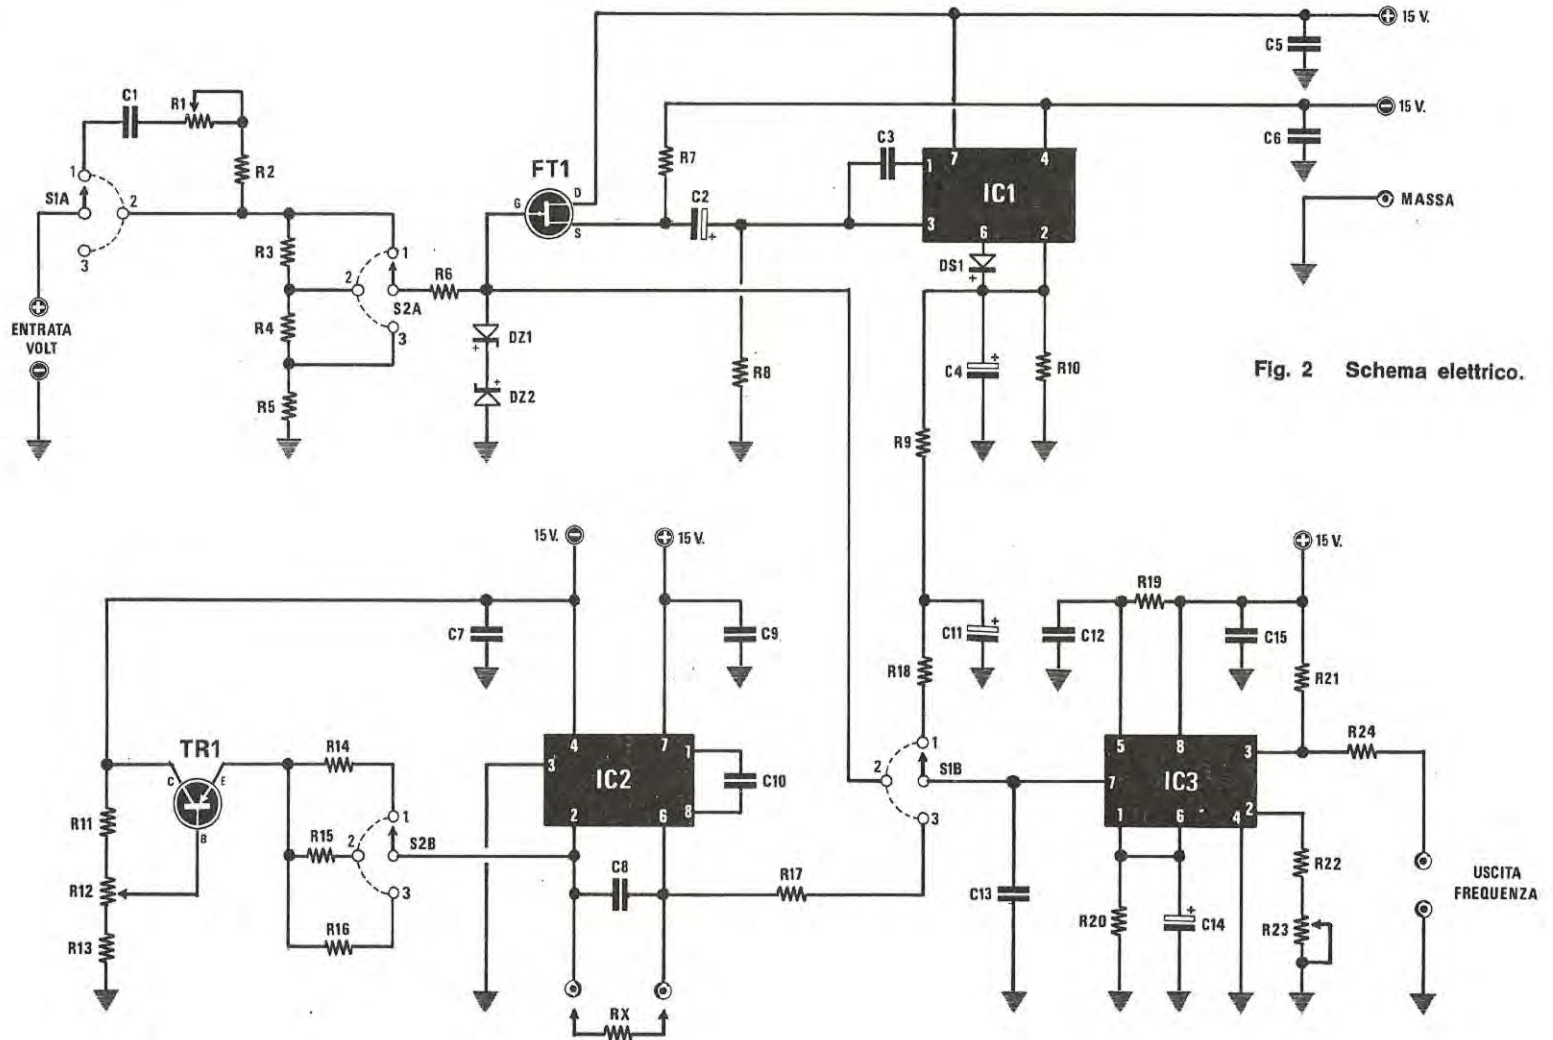 15 V.
C5
15 V.
C6
MASSA
C1
R1
R2
S1A
1
2
3
ENTRATA
VOLT
R3
R4
R5
1
2
3
S2A
R6
FT1
G
D
S
DZ1
DZ2
R7
C2
R8
C3
1
7
4
IC1
3
6
2
DS1
C4
R10
R9
Fig. 2 Schema elettrico.
15 V.
15 V.
C7
C9
TR1
C
E
B
R11
R12
R13
R14
R15
R16
1
2
3
S2B
4
7
1
3
IC2
8
2
6
C10
C8
RX
R17
R18
C11
1
2
3
S1B
C13
15 V.
R19
C12
C15
R21
5
8
3
7
IC3
1
6
4
2
R24
R20
C14
R22
R23
USCITA
FREQUENZA